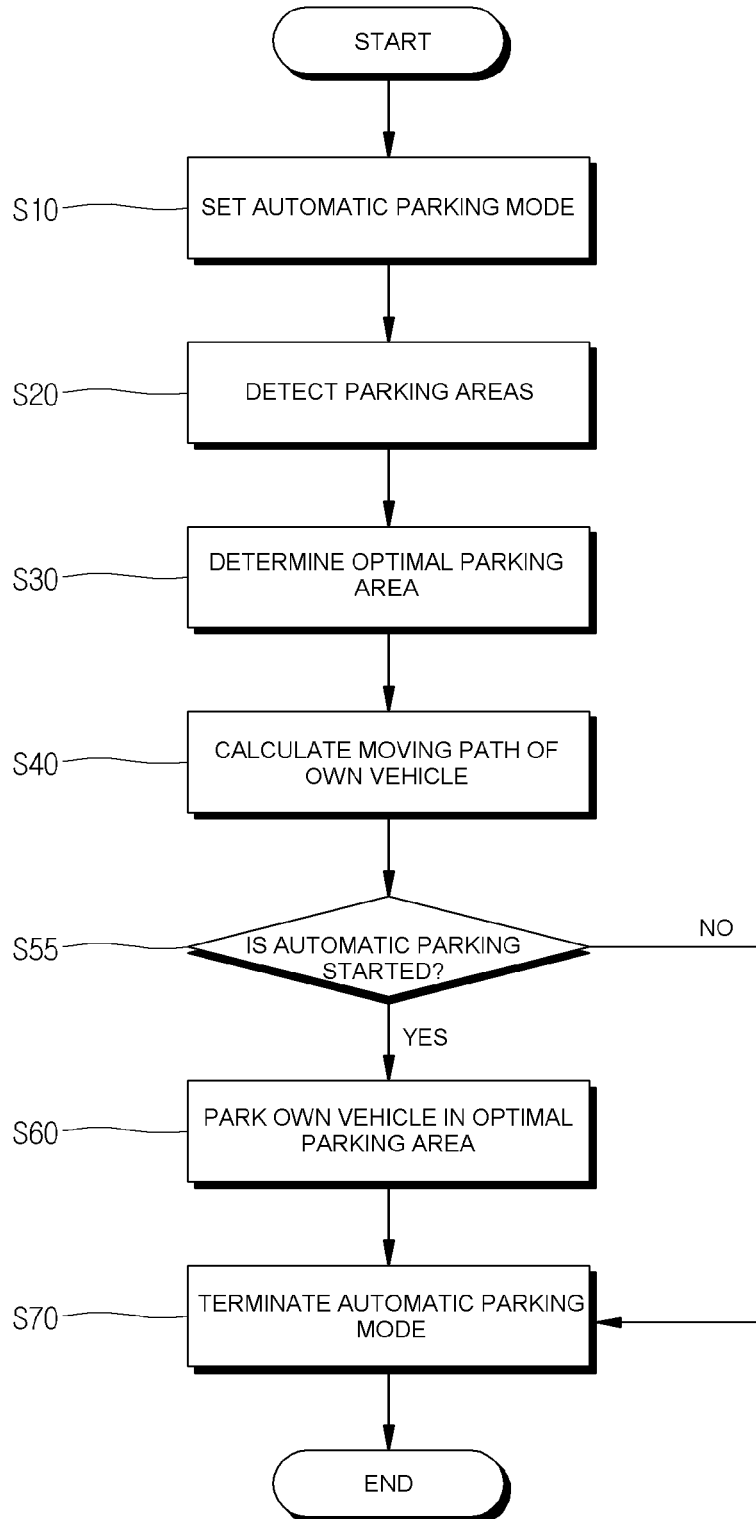 START
S10
SET AUTOMATIC PARKING MODE
S20
DETECT PARKING AREAS
S30
DETERMINE OPTIMAL PARKING
AREA
S40
CALCULATE MOVING PATH OF
OWN VEHICLE
S55
IS AUTOMATIC PARKING
STARTED?
NO
YES
S60
PARK OWN VEHICLE IN OPTIMAL
PARKING AREA
S70
TERMINATE AUTOMATIC PARKING
MODE
END